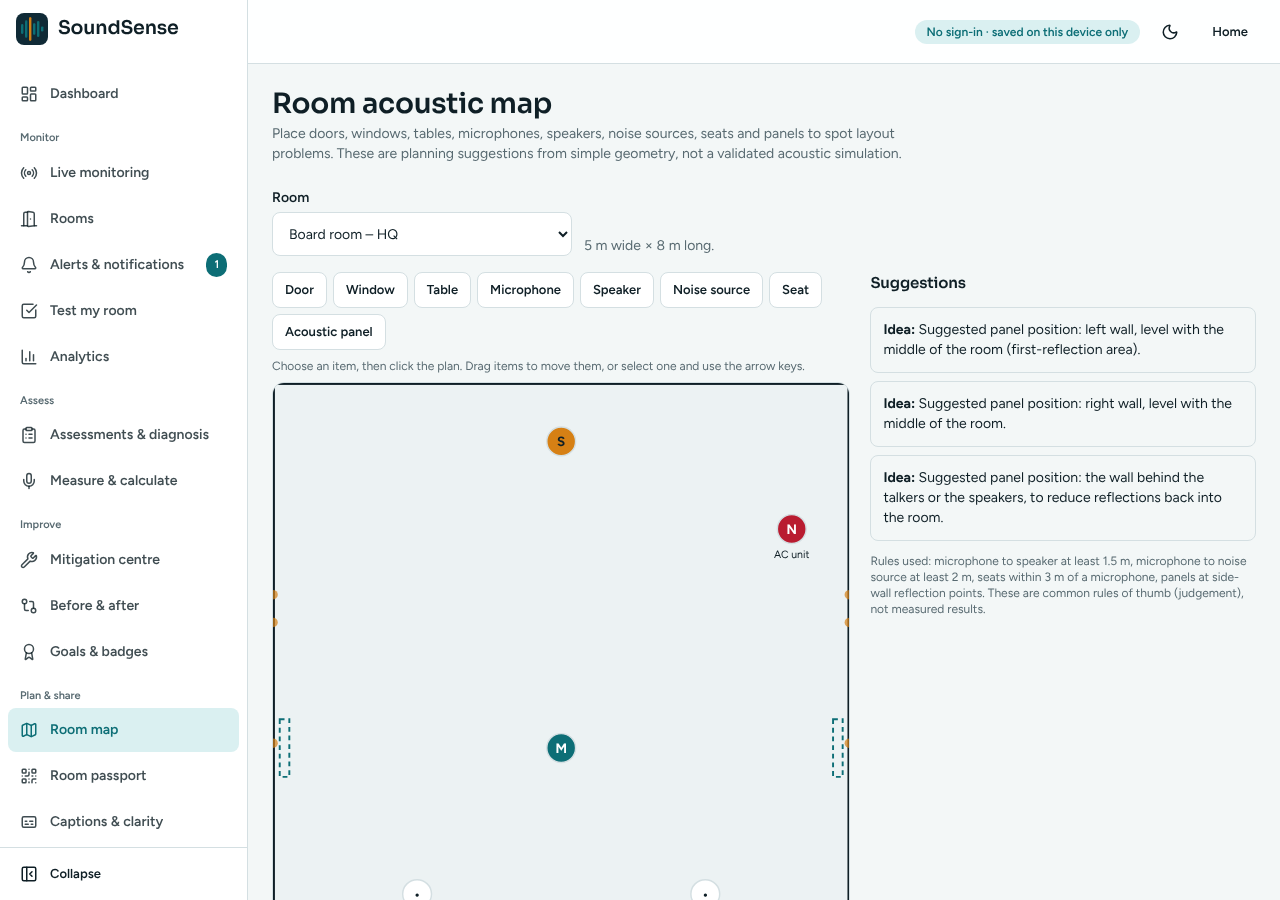 SoundSense
No sign-in · saved on this device only
Home
Dashboard
Monitor
Live monitoring
Rooms
Alerts & notifications
1
Test my room
Analytics
Assess
Assessments & diagnosis
Measure & calculate
Improve
Mitigation centre
Before & after
Goals & badges
Plan & share
Room map
Room passport
Captions & clarity
Collapse
Room acoustic map
Place doors, windows, tables, microphones, speakers, noise sources, seats and panels to spot layout
problems. These are planning suggestions from simple geometry, not a validated acoustic simulation.
Room
Board room – HQ
5 m wide × 8 m long.
Door
Window
Table
Microphone
Speaker
Noise source
Seat
Acoustic panel
Choose an item, then click the plan. Drag items to move them, or select one and use the arrow keys.
S
N
AC unit
M
Suggestions
Idea: Suggested panel position: left wall, level with the
middle of the room (first-reflection area).
Idea: Suggested panel position: right wall, level with the
middle of the room.
Idea: Suggested panel position: the wall behind the
talkers or the speakers, to reduce reflections back into
the room.
Rules used: microphone to speaker at least 1.5 m, microphone to noise
source at least 2 m, seats within 3 m of a microphone, panels at side-
wall reflection points. These are common rules of thumb (judgement),
not measured results.